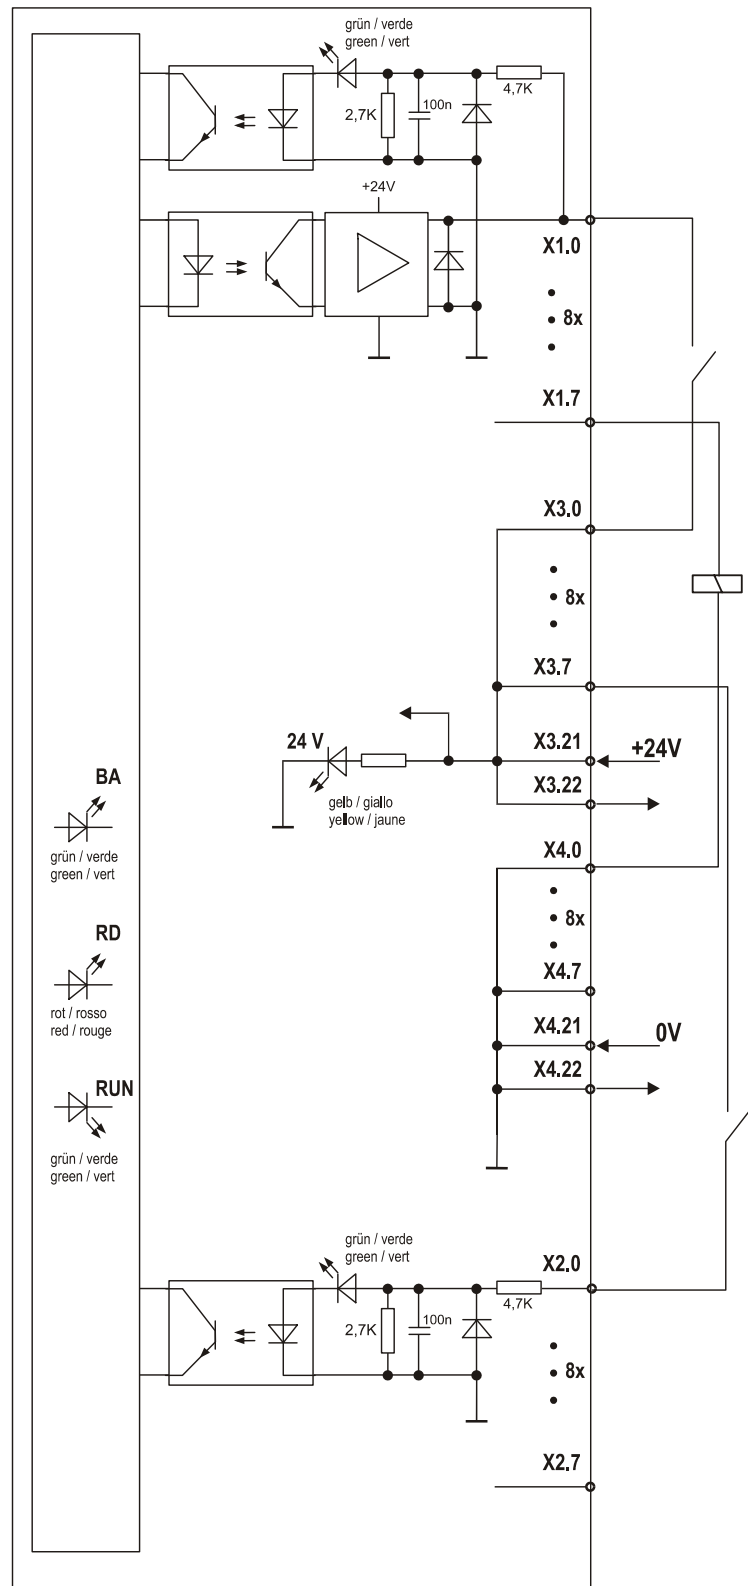 grün / verde
green / vert
2,7K
100n
4,7K
+24V
X1.0
8x
X1.7
X3.0
8x
X3.7
24 V
X3.21
+24V
gelb / giallo
yellow / jaune
X3.22
BA
grün / verde
green / vert
X4.0
8x
RD
rot / rosso
red / rouge
X4.7
X4.21
0V
X4.22
RUN
grün / verde
green / vert
grün / verde
green / vert
X2.0
2,7K
100n
4,7K
8x
X2.7